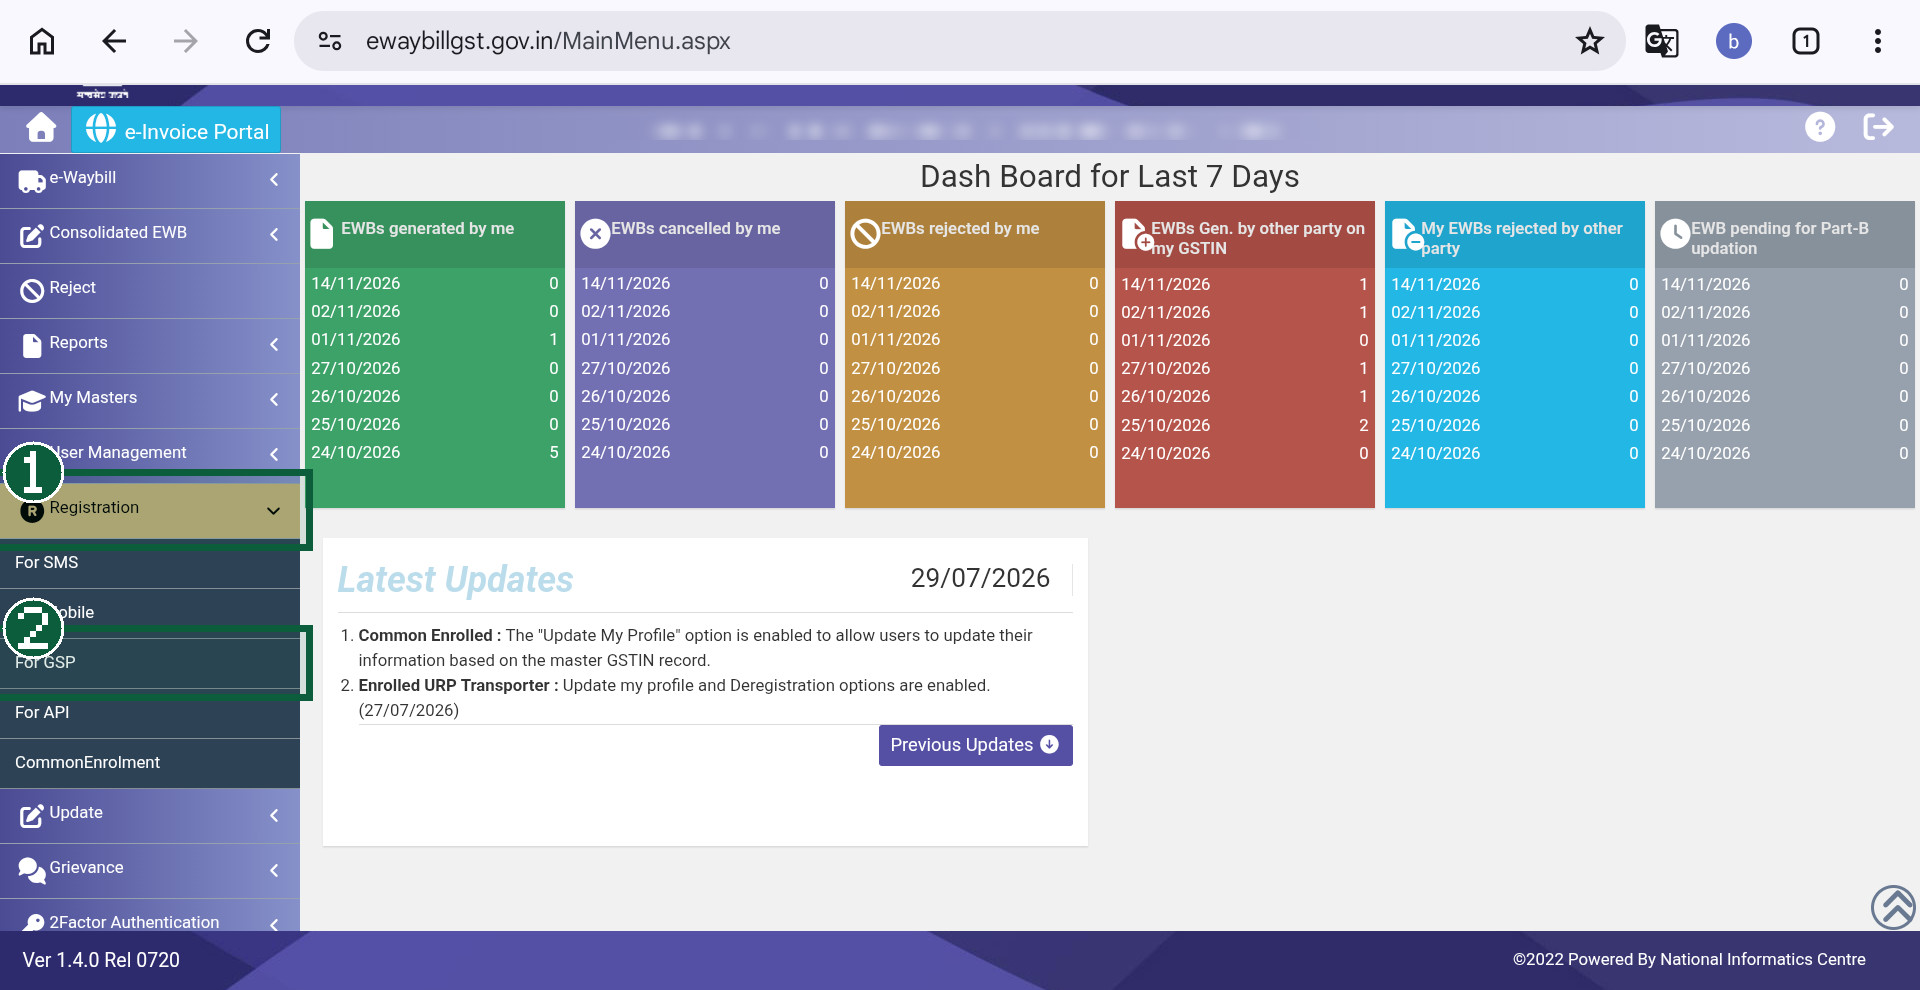 ewaybillgst.gov.in/MainMenu.aspx
b
1
e-Invoice Portal
?
e-Waybill
Consolidated EWB
Reject
Reports
My Masters
User Management
1
R
Registration
For SMS
2
For GSP
For API
CommonEnrolment
Update
Grievance
2Factor Authentication
Dash Board for Last 7 Days
EWBs generated by me
14/11/2026 0
02/11/2026 0
01/11/2026 1
27/10/2026 0
26/10/2026 0
25/10/2026 0
24/10/2026 5
EWBs cancelled by me
14/11/2026 0
02/11/2026 0
01/11/2026 0
27/10/2026 0
26/10/2026 0
25/10/2026 0
24/10/2026 0
EWBs rejected by me
14/11/2026 0
02/11/2026 0
01/11/2026 0
27/10/2026 0
26/10/2026 0
25/10/2026 0
24/10/2026 0
EWBs Gen. by other party on
my GSTIN
14/11/2026 1
02/11/2026 1
01/11/2026 0
27/10/2026 1
26/10/2026 1
25/10/2026 2
24/10/2026 0
My EWBs rejected by other
party
14/11/2026 0
02/11/2026 0
01/11/2026 0
27/10/2026 0
26/10/2026 0
25/10/2026 0
24/10/2026 0
EWB pending for Part-B
updation
14/11/2026 0
02/11/2026 0
01/11/2026 0
27/10/2026 0
26/10/2026 0
25/10/2026 0
24/10/2026 0
Latest Updates 29/07/2026
1. Common Enrolled : The "Update My Profile" option is enabled to allow users to update their
information based on the master GSTIN record.
2. Enrolled URP Transporter : Update my profile and Deregistration options are enabled.
(27/07/2026)
Previous Updates
Ver 1.4.0 Rel 0720
©2022 Powered By National Informatics Centre